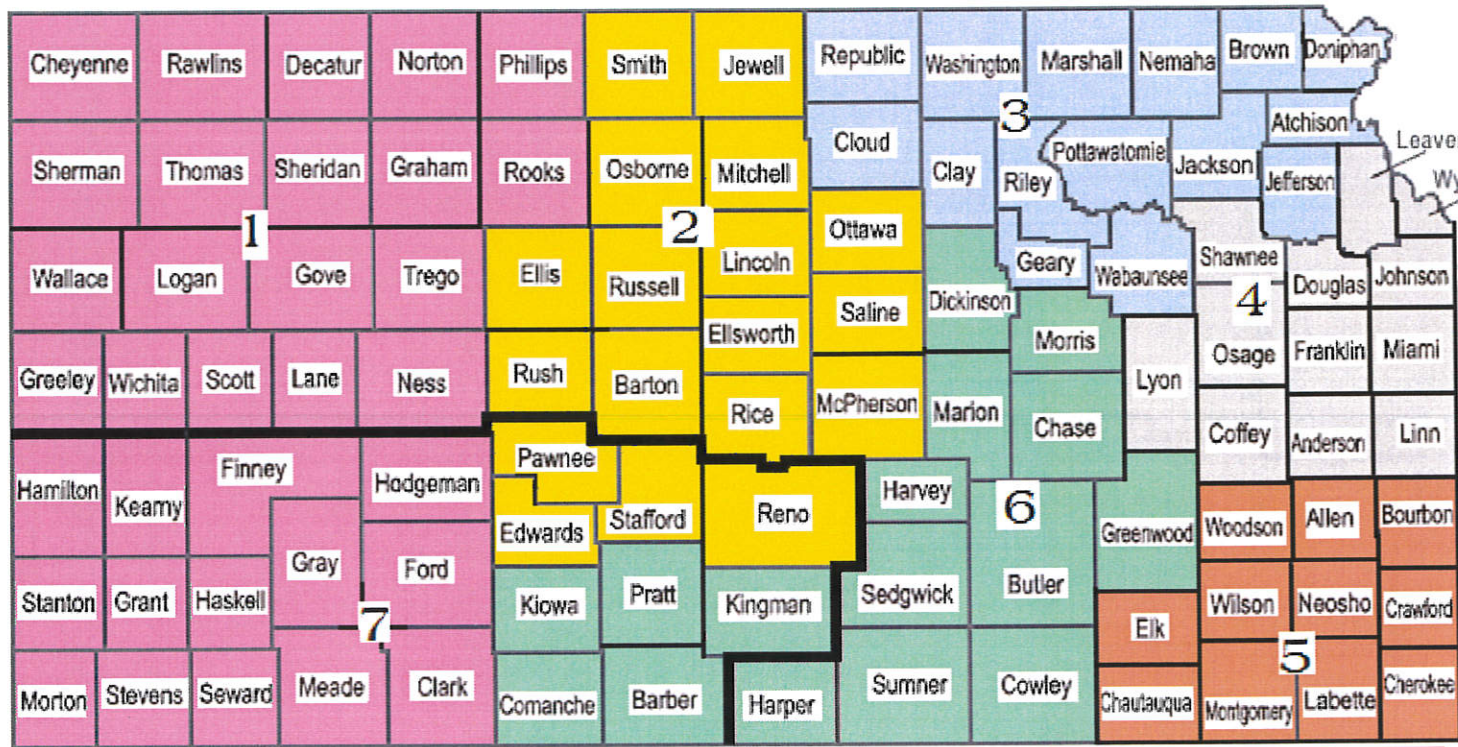 Cheyenne Rawlins Decatur Norton Phillips Smith Jewell Republic Washington Marshall Nemaha Brown Doniphan
3
Atchison
Leaven
Sherman Thomas Sheridan Graham Rooks Osborne Mitchell Cloud Clay Riley Pottawatomie Jackson Jefferson
Wy
1 2
Ottawa
Wallace Logan Gove Trego Ellis Russell Lincoln Geary Wabaunsee Shawnee Douglas Johnson
Dickinson 4
Saline
Ellsworth Morris
Greeley Wichita Scott Lane Ness Rush Barton Rice McPherson Marion Chase Lyon Osage Franklin Miami
Coffey Anderson Linn
Hamilton Kearny Finney Hodgeman Pawnee
Edwards Stafford Reno Harvey 6 Greenwood Woodson Allen Bourbon
Gray Ford
Stanton Grant Haskell Kiowa Pratt Kingman Sedgwick Butler Wilson Neosho Crawford
7 Elk 5
Morton Stevens Seward Meade Clark Comanche Barber Harper Sumner Cowley Chautauqua Montgomery Labette Cherokee